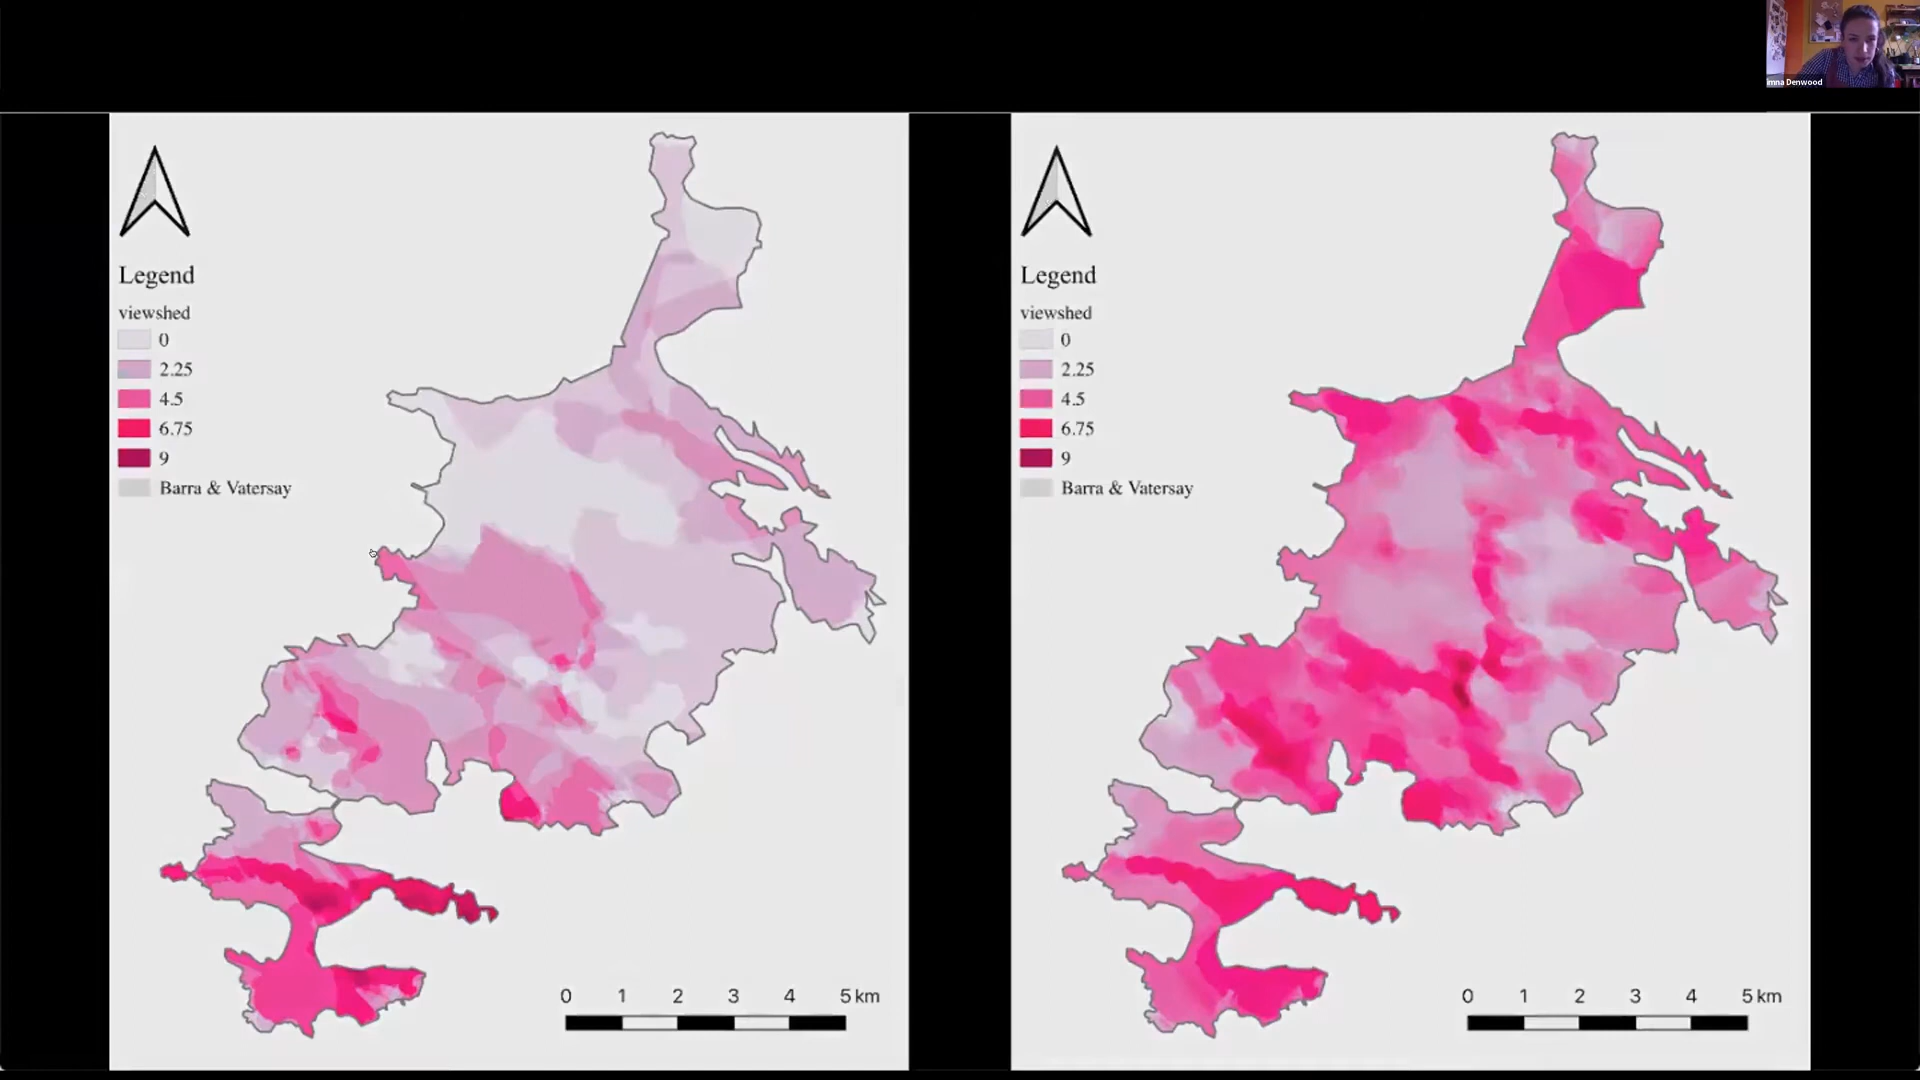 imna Denwood
Legend
viewshed
0
2.25
4.5
6.75
9
Barra & Vatersay
0 1 2 3 4 5 km
Legend
viewshed
0
2.25
4.5
6.75
9
Barra & Vatersay
0 1 2 3 4 5 km